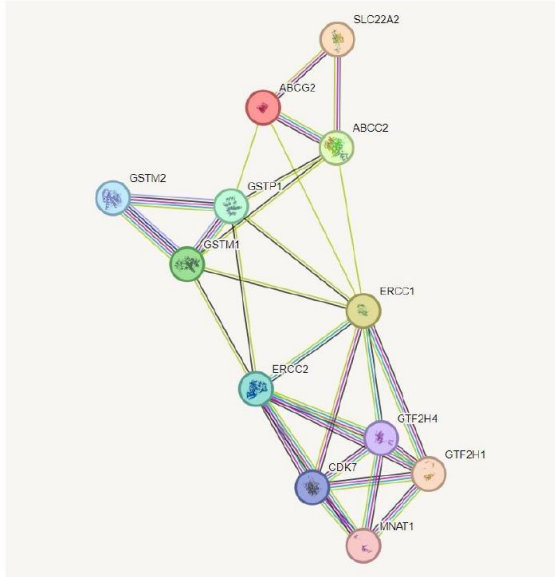 SLC22A2
ABCG2
ABCC2
GSTM2
GSTP1
GSTM1
ERCC1
ERCC2
GTF2H4
GTF2H1
CDK7
MNAT1